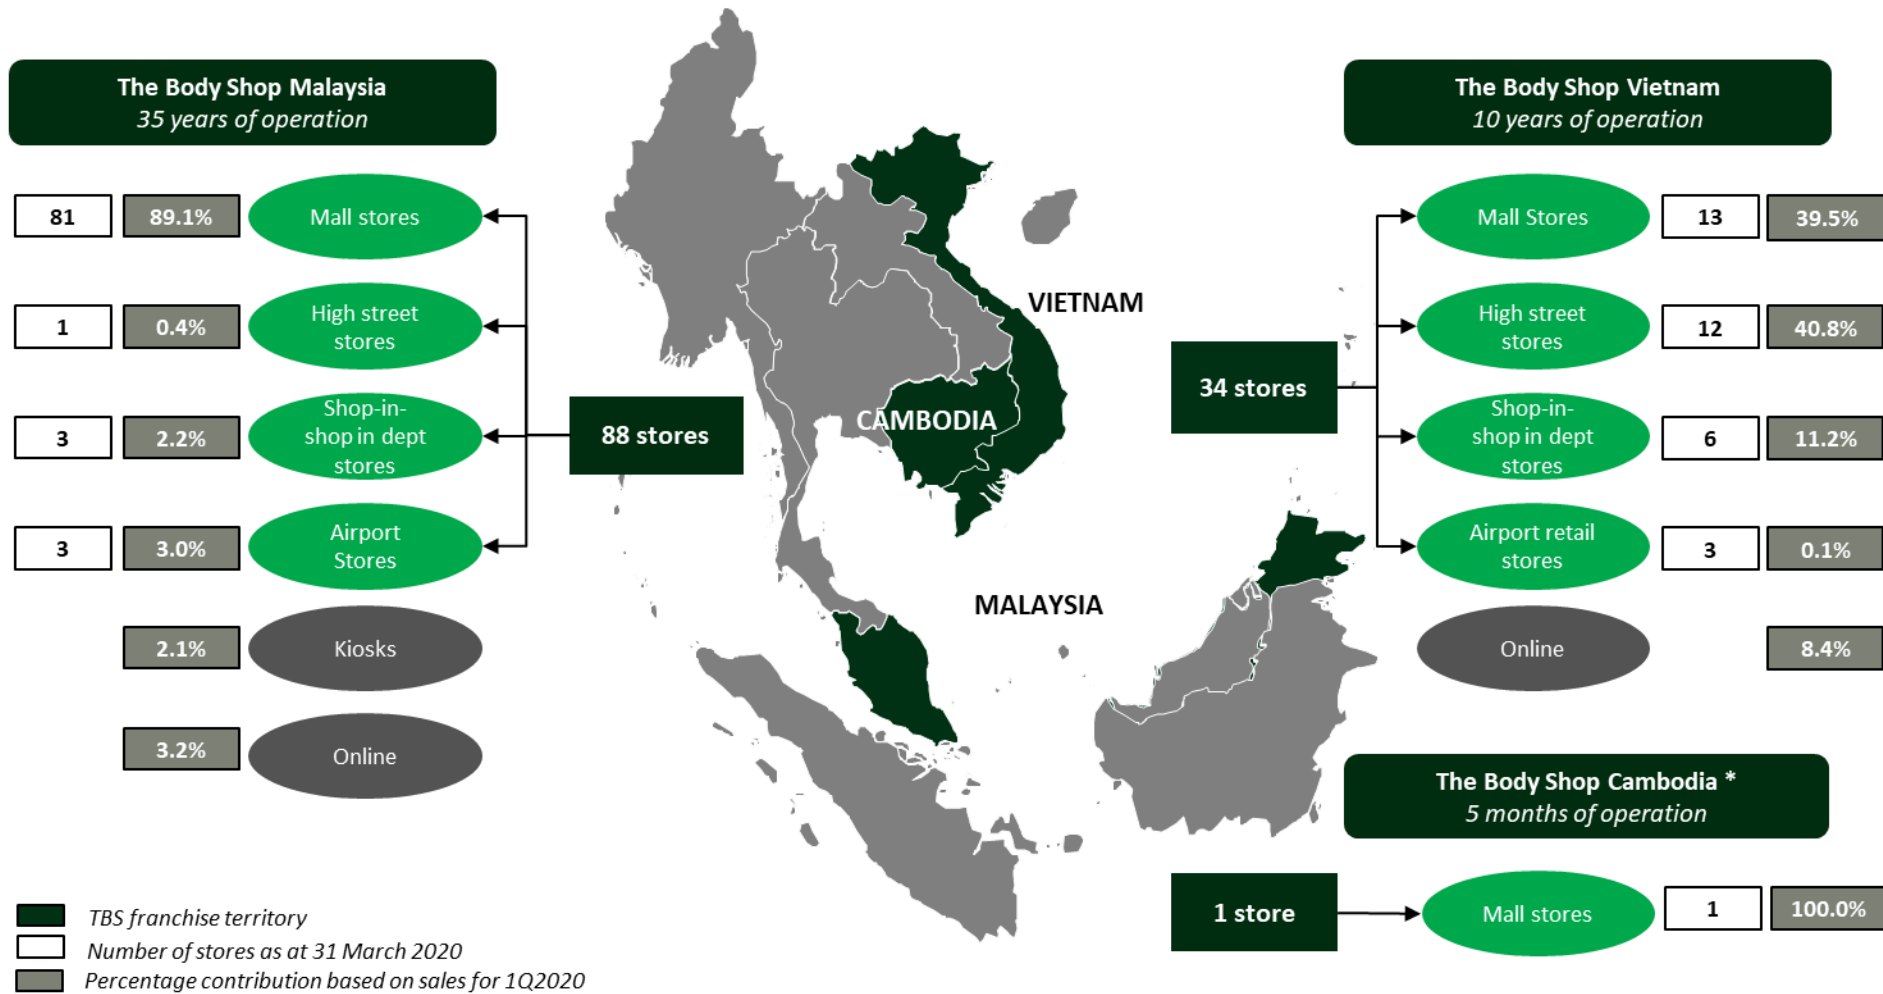 The Body Shop Malaysia
35 years of operation
81
89.1%
Mall stores
1
0.4%
High street
stores
3
2.2%
Shop-in-
shop in dept
stores
3
3.0%
Airport
Stores
2.1%
Kiosks
3.2%
Online
88 stores
VIETNAM
CAMBODIA
MALAYSIA
The Body Shop Vietnam
10 years of operation
34 stores
Mall Stores
13
39.5%
High street
stores
12
40.8%
Shop-in-
shop in dept
stores
6
11.2%
Airport retail
stores
3
0.1%
Online
8.4%
The Body Shop Cambodia *
5 months of operation
1 store
Mall stores
1
100.0%
TBS franchise territory
Number of stores as at 31 March 2020
Percentage contribution based on sales for 1Q2020